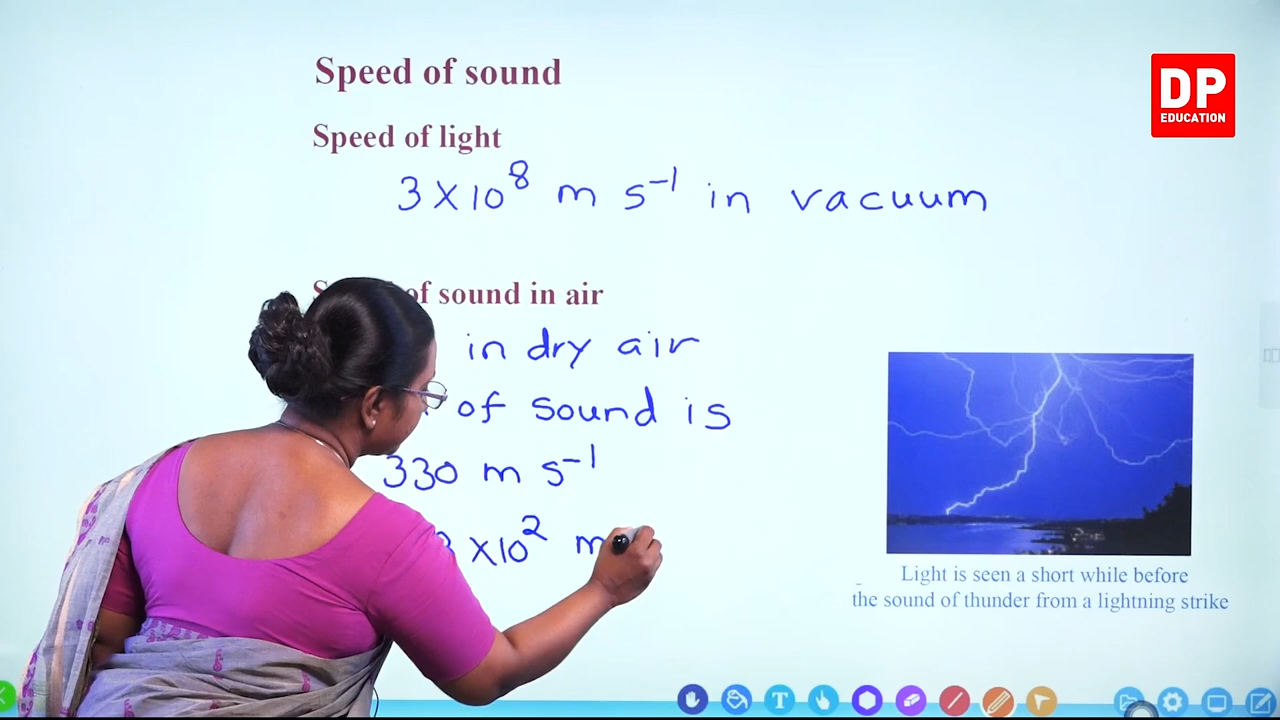 Speed of sound
DP
EDUCATION
Speed of light
3 X 10⁸ m s⁻¹ in vacuum
of sound in air
in dry air
of sound is
330 m s⁻¹
3 X 10² m
Light is seen a short while before
the sound of thunder from a lightning strike